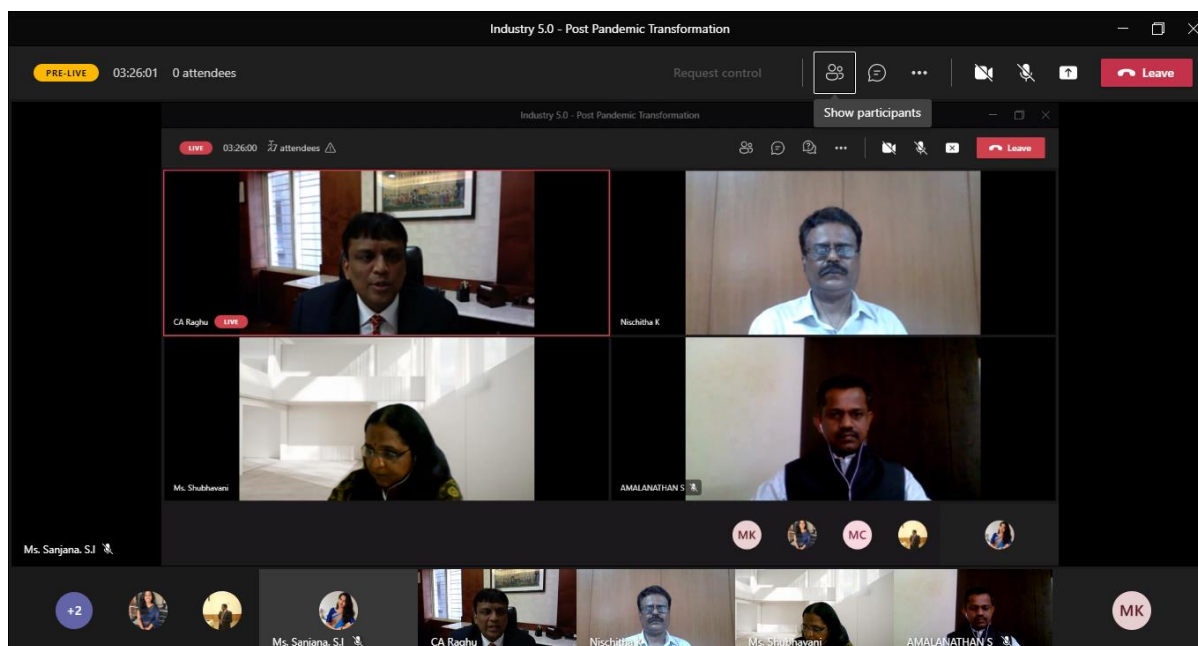 Industry 5.0 - Post Pandemic Transformation
PRE-LIVE 03:26:01 0 attendees Request control Leave
Show participants
Industry 5.0 - Post Pandemic Transformation
LIVE 03:26:00 attendees Leave
CA Raghu LIVE
Nischitha K
Ms. Shubhavani
AMALANATHAN S
MK
MC
Ms. Sanjana. S.I
+2
Ms. Sanjana. S.I
CA Raghu
Nischitha K
Ms. Shubhavani
AMALANATHAN S
MK